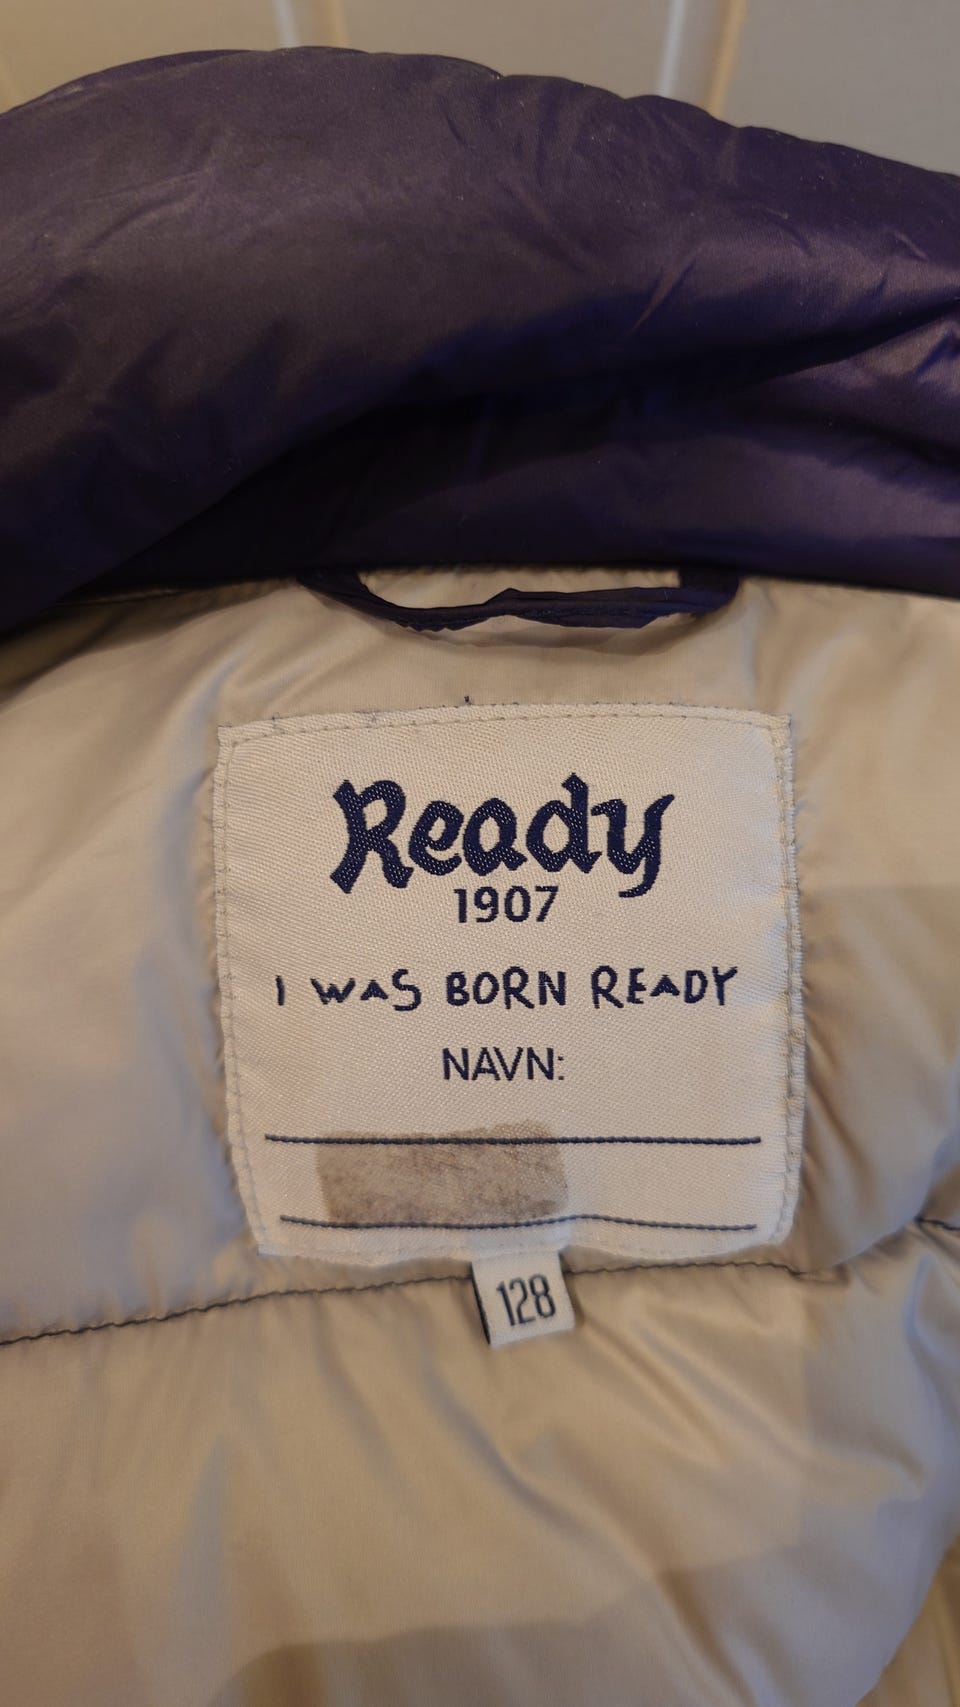 Ready
1907
I WAS BORN READY
NAVN:
128